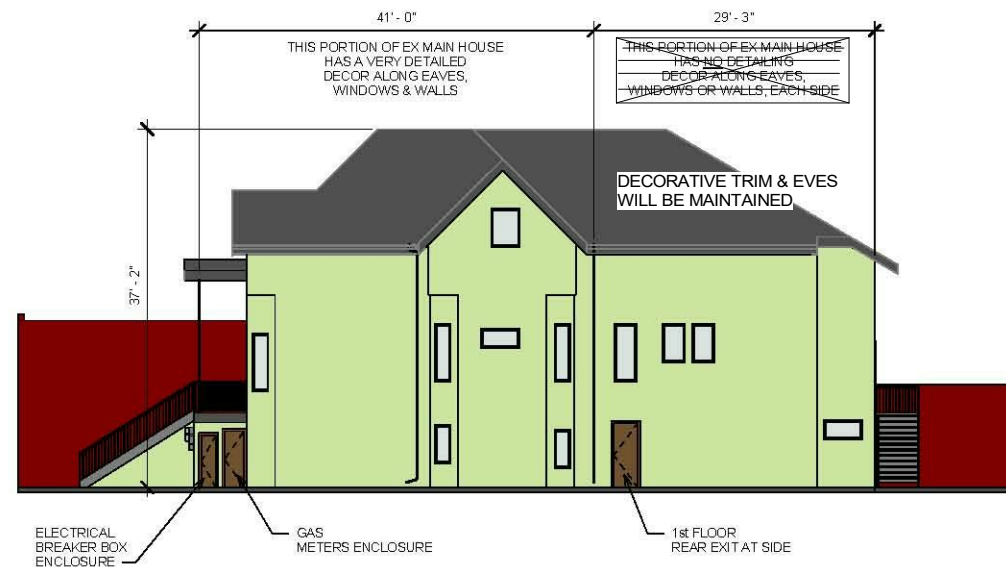 41' - 0"
29' - 3"
THIS PORTION OF EX MAIN HOUSE
HAS A VERY DETAILED
DECOR ALONG EAVES,
WINDOWS & WALLS
THIS PORTION OF EX MAIN HOUSE
HAS NO DETAILING
DECOR ALONG EAVES,
WINDOWS OR WALLS, EACH SIDE
DECORATIVE TRIM & EVES
WILL BE MAINTAINED
37' - 2"
ELECTRICAL
BREAKER BOX
ENCLOSURE
GAS
METERS ENCLOSURE
1st FLOOR
REAR EXIT AT SIDE